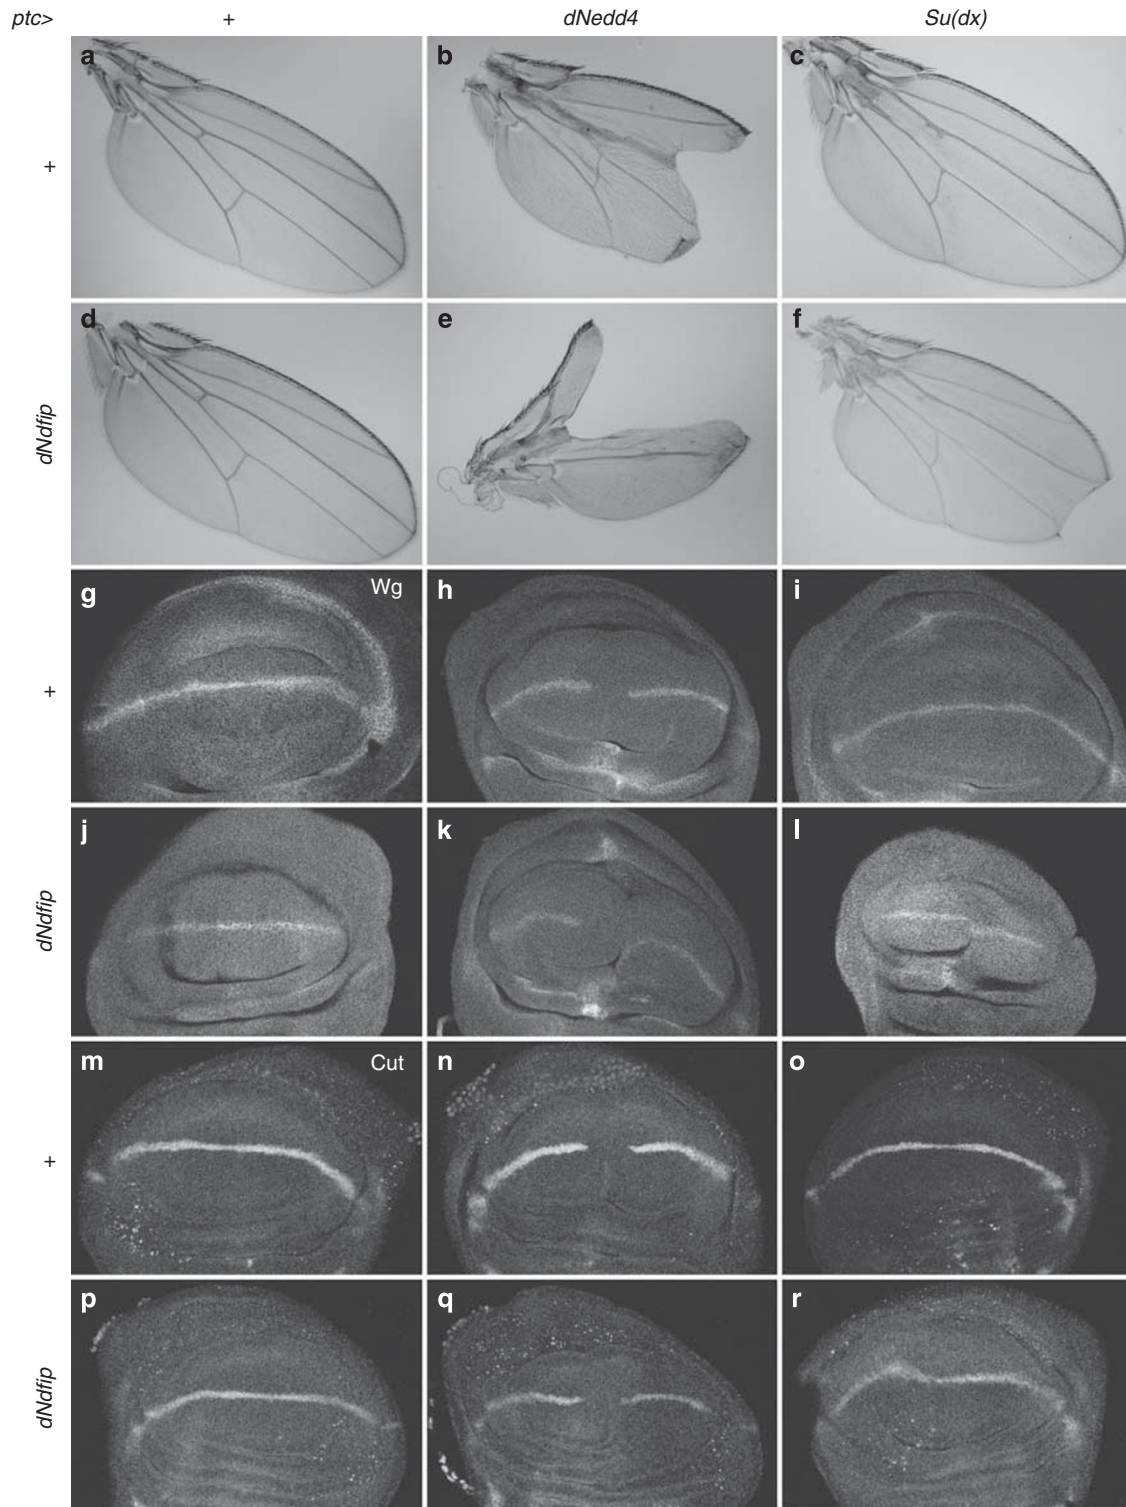 ptc> + dNedd4 Su(dx)
+ a b c
dNdfip d e f
+ g Wg h i
dNdfip j k l
+ m Cut n o
dNdfip p q r